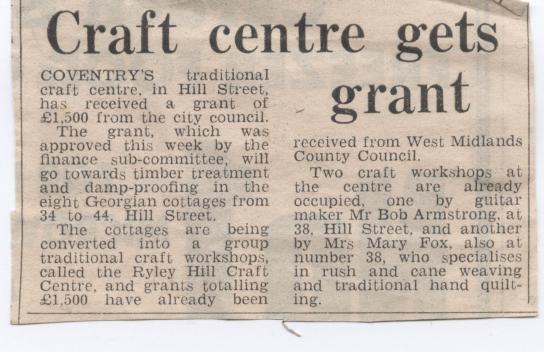 Craft centre gets
grant
COVENTRY'S traditional
craft centre, in Hill Street,
has received a grant of
£1,500 from the city council.
The grant, which was
approved this week by the
finance sub-committee, will
go towards timber treatment
and damp-proofing in the
eight Georgian cottages from
34 to 44, Hill Street.
The cottages are being
converted into a group
traditional craft workshops,
called the Ryley Hill Craft
Centre, and grants totalling
£1,500 have already been
received from West Midlands
County Council.
Two craft workshops at
the centre are already
occupied, one by guitar
maker Mr Bob Armstrong, at
38, Hill Street, and another
by Mrs Mary Fox, also at
number 38, who specialises
in rush and cane weaving
and traditional hand quilt-
ing.